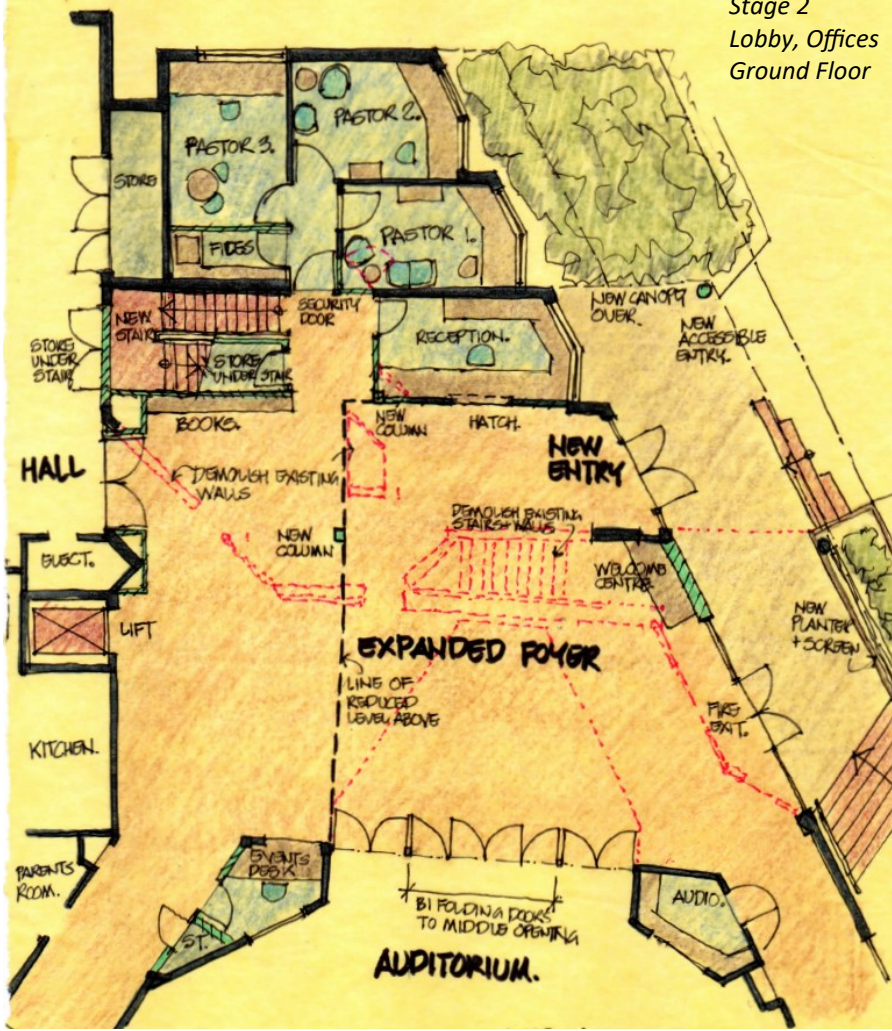 Stage 2
Lobby, Offices
Ground Floor
PASTOR 2.
PASTOR 3.
STORE
PASTOR 1.
FILES
NEW
STAIRS
SECURITY
DOOR
STORE
UNDER
STAIR
STORE
UNDER STAIR
RECEPTION.
NEW CANOPY
OVER.
NEW
ACCESSIBLE
ENTRY.
BOOKS.
NEW
COLUMN
HATCH.
NEW
ENTRY
HALL
DEMOLISH EXISTING
WALLS
DEMOLISH EXISTING
STAIRS + WALLS
NEW
COLUMN
ELECT.
WELCOME
CENTRE
LIFT
NEW
PLANTER
+ SCREEN
EXPANDED FOYER
LINE OF
REDUCED
LEVEL ABOVE
FIRE
EXIT.
KITCHEN.
PARENTS
ROOM.
EVENTS
DESK
ST.
AUDIO.
BI FOLDING DOORS
TO MIDDLE OPENING
AUDITORIUM.